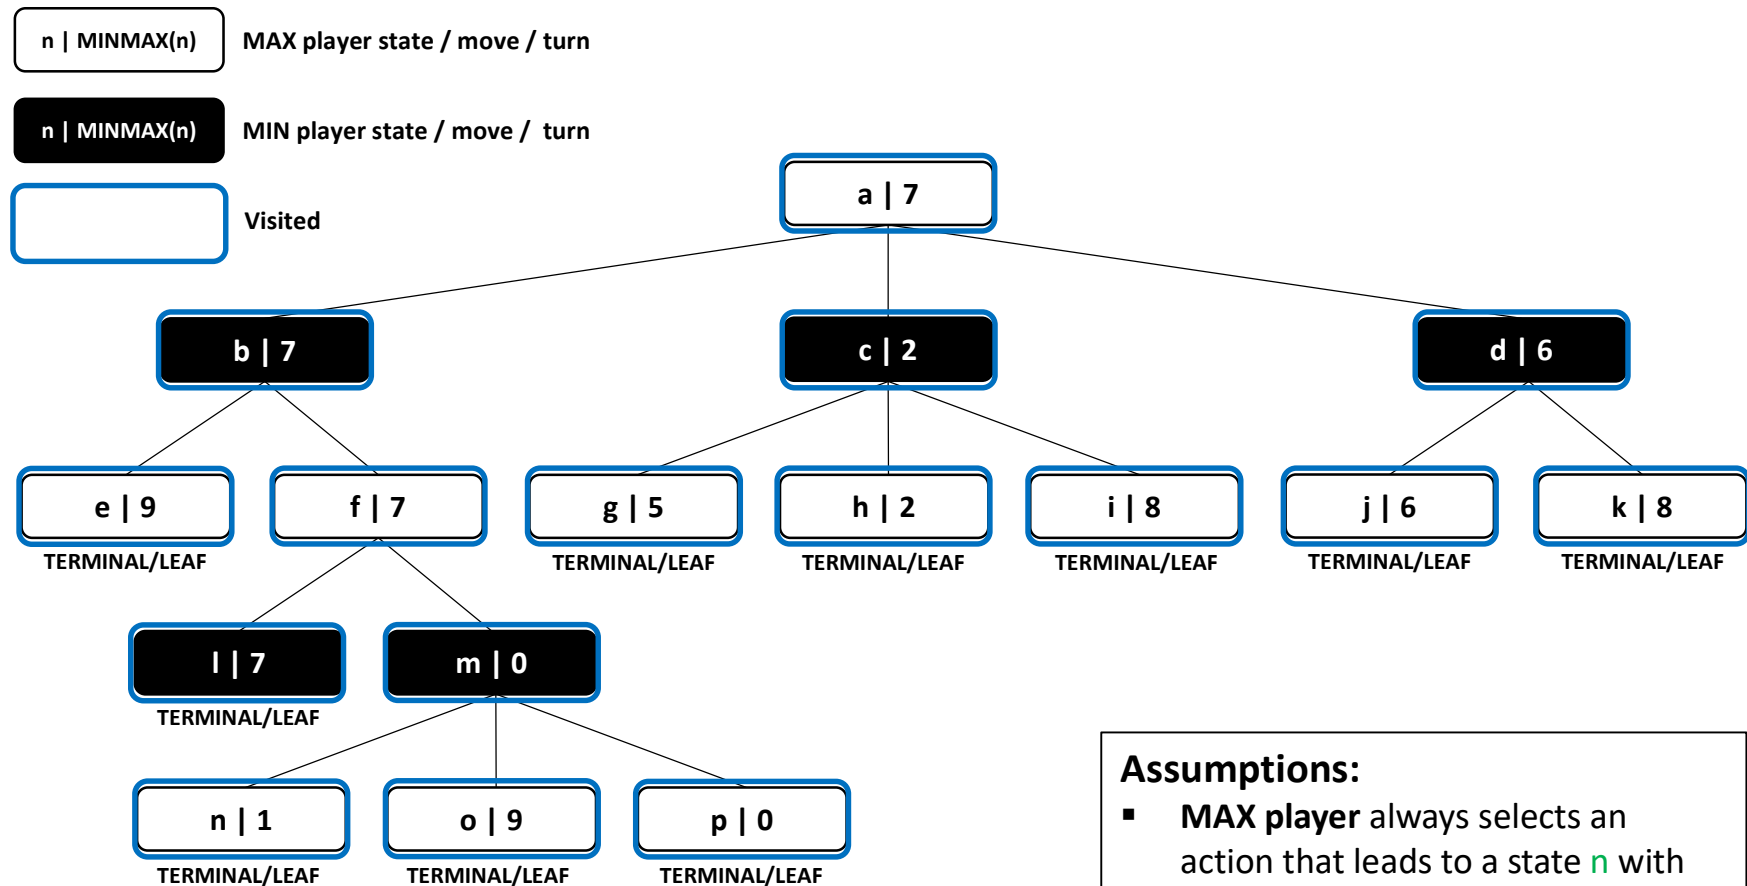 n | MINMAX(n) MAX player state / move / turn
n | MINMAX(n) MIN player state / move / turn
Visited
a | 7
b | 7 c | 2 d | 6
e | 9 f | 7 g | 5 h | 2 i | 8 j | 6 k | 8
TERMINAL/LEAF TERMINAL/LEAF TERMINAL/LEAF TERMINAL/LEAF TERMINAL/LEAF TERMINAL/LEAF
l | 7 m | 0
TERMINAL/LEAF
n | 1 o | 9 p | 0
TERMINAL/LEAF TERMINAL/LEAF TERMINAL/LEAF
Assumptions:
▪ MAX player always selects an
action that leads to a state n with